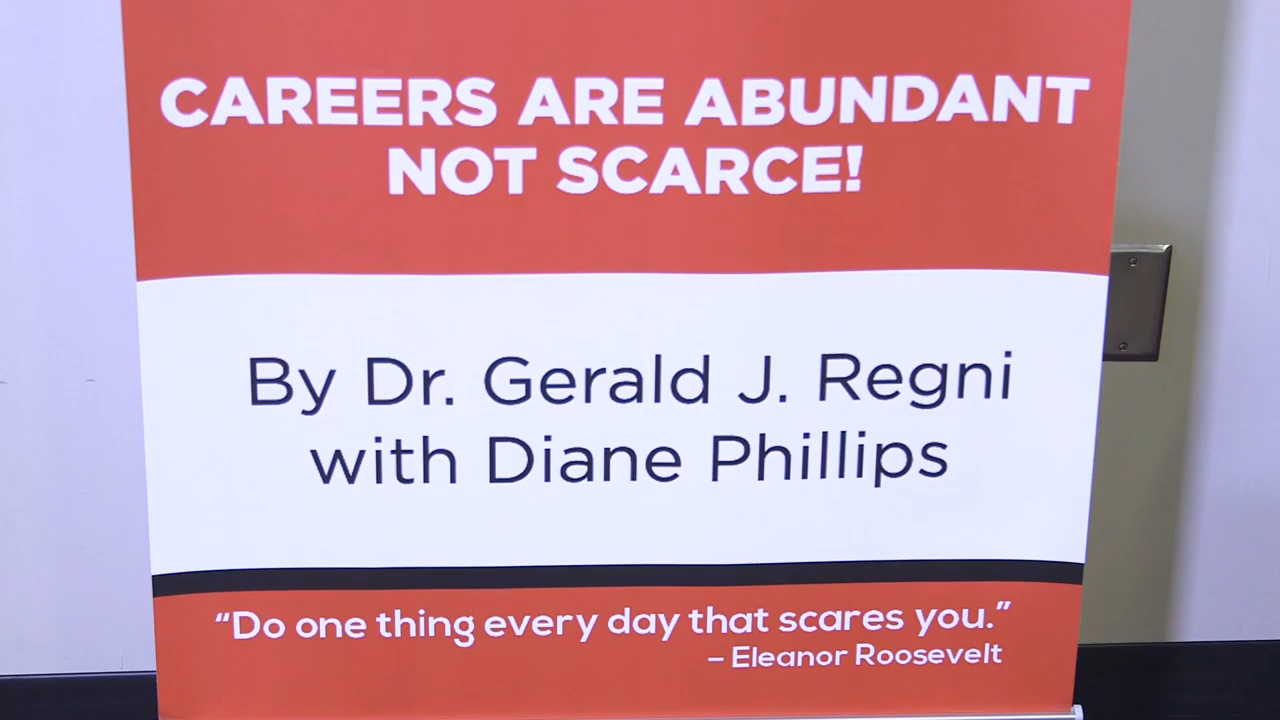 CAREERS ARE ABUNDANT
NOT SCARCE!
By Dr. Gerald J. Regni
with Diane Phillips
“Do one thing every day that scares you.”
– Eleanor Roosevelt